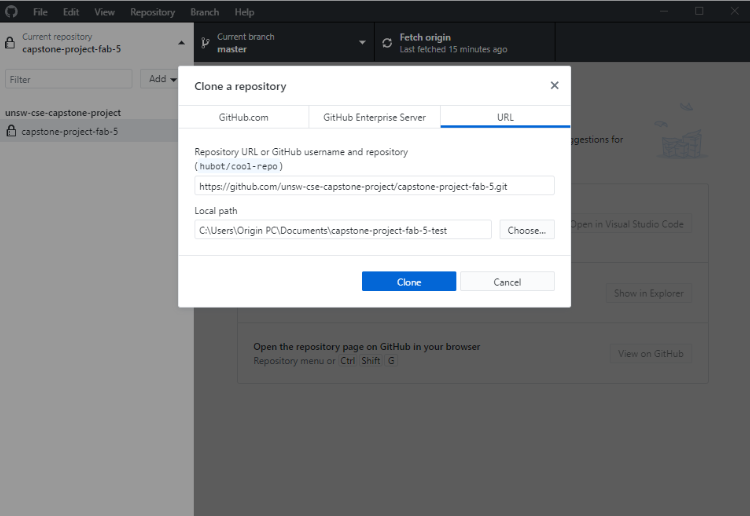 File Edit View Repository Branch Help
Current repository
capstone-project-fab-5
Current branch
master
Fetch origin
Last fetched 15 minutes ago
Filter
Add
unsw-cse-capstone-project
capstone-project-fab-5
Clone a repository
GitHub.com
GitHub Enterprise Server
URL
Repository URL or GitHub username and repository
(hubot/cool-repo)
https://github.com/unsw-cse-capstone-project/capstone-project-fab-5.git
Local path
C:\Users\Origin PC\Documents\capstone-project-fab-5-test
Choose...
Clone
Cancel
for
Open in Visual Studio Code
Show in Explorer
Open the repository page on GitHub in your browser
Repository menu or Ctrl Shift G
View on GitHub